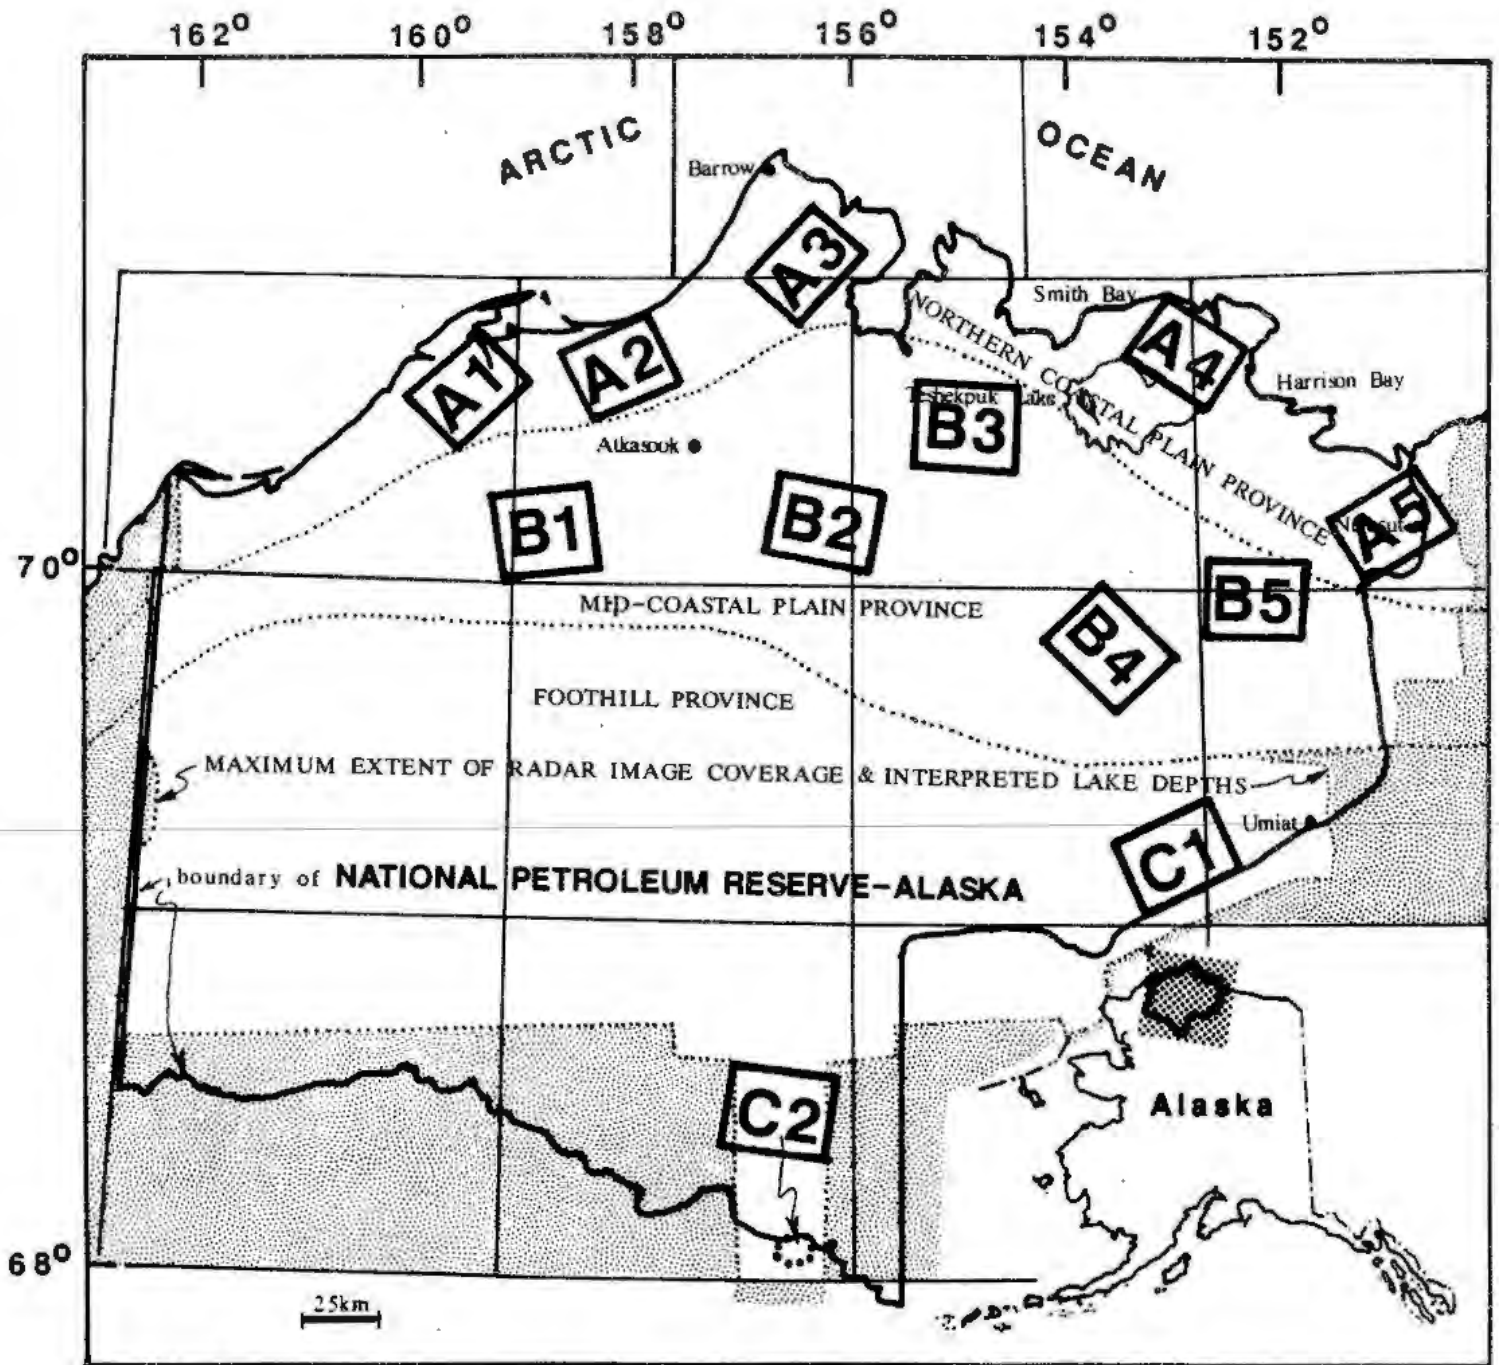 162° 160° 158° 156° 154° 152°
ARCTIC OCEAN
Barrow
A3
Smith Bay
NORTHERN COASTAL PLAIN PROVINCE
A4
A2
A1
Harrison Bay
Teshekpuk Lake
B3
Atkasook
A5
B1
B2
70°
B5
MID-COASTAL PLAIN PROVINCE
B4
FOOTHILL PROVINCE
MAXIMUM EXTENT OF RADAR IMAGE COVERAGE & INTERPRETED LAKE DEPTHS
Umiat
C1
boundary of NATIONAL PETROLEUM RESERVE-ALASKA
C2
Alaska
68°
25km